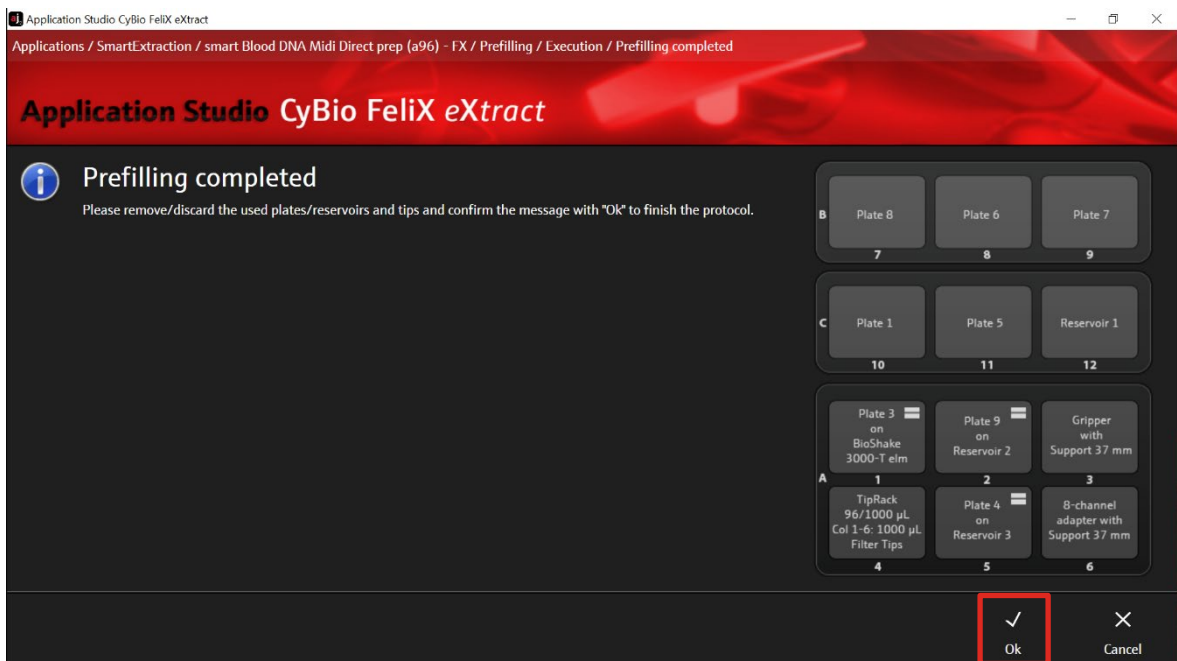 Application Studio CyBio FeliX eXtract
Applications / SmartExtraction / smart Blood DNA Midi Direct prep (a96) - FX / Prefilling / Execution / Prefilling completed
Application Studio CyBio FeliX eXtract
Prefilling completed
Please remove/discard the used plates/reservoirs and tips and confirm the message with "Ok" to finish the protocol.
B
Plate 8
Plate 6
Plate 7
7
8
9
C
Plate 1
Plate 5
Reservoir 1
10
11
12
A
Plate 3
on
BioShake
3000-T elm
Plate 9
on
Reservoir 2
Gripper
with
Support 37 mm
1
2
3
TipRack
96/1000 µL
Col 1-6: 1000 µL
Filter Tips
Plate 4
on
Reservoir 3
8-channel
adapter with
Support 37 mm
4
5
6
Ok
Cancel